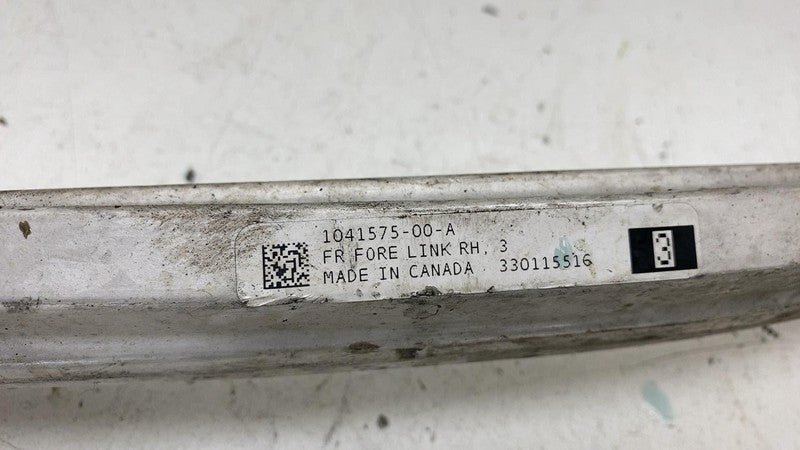 1041575-00-A
FR FORE LINK RH, 3
MADE IN CANADA 330115516
3